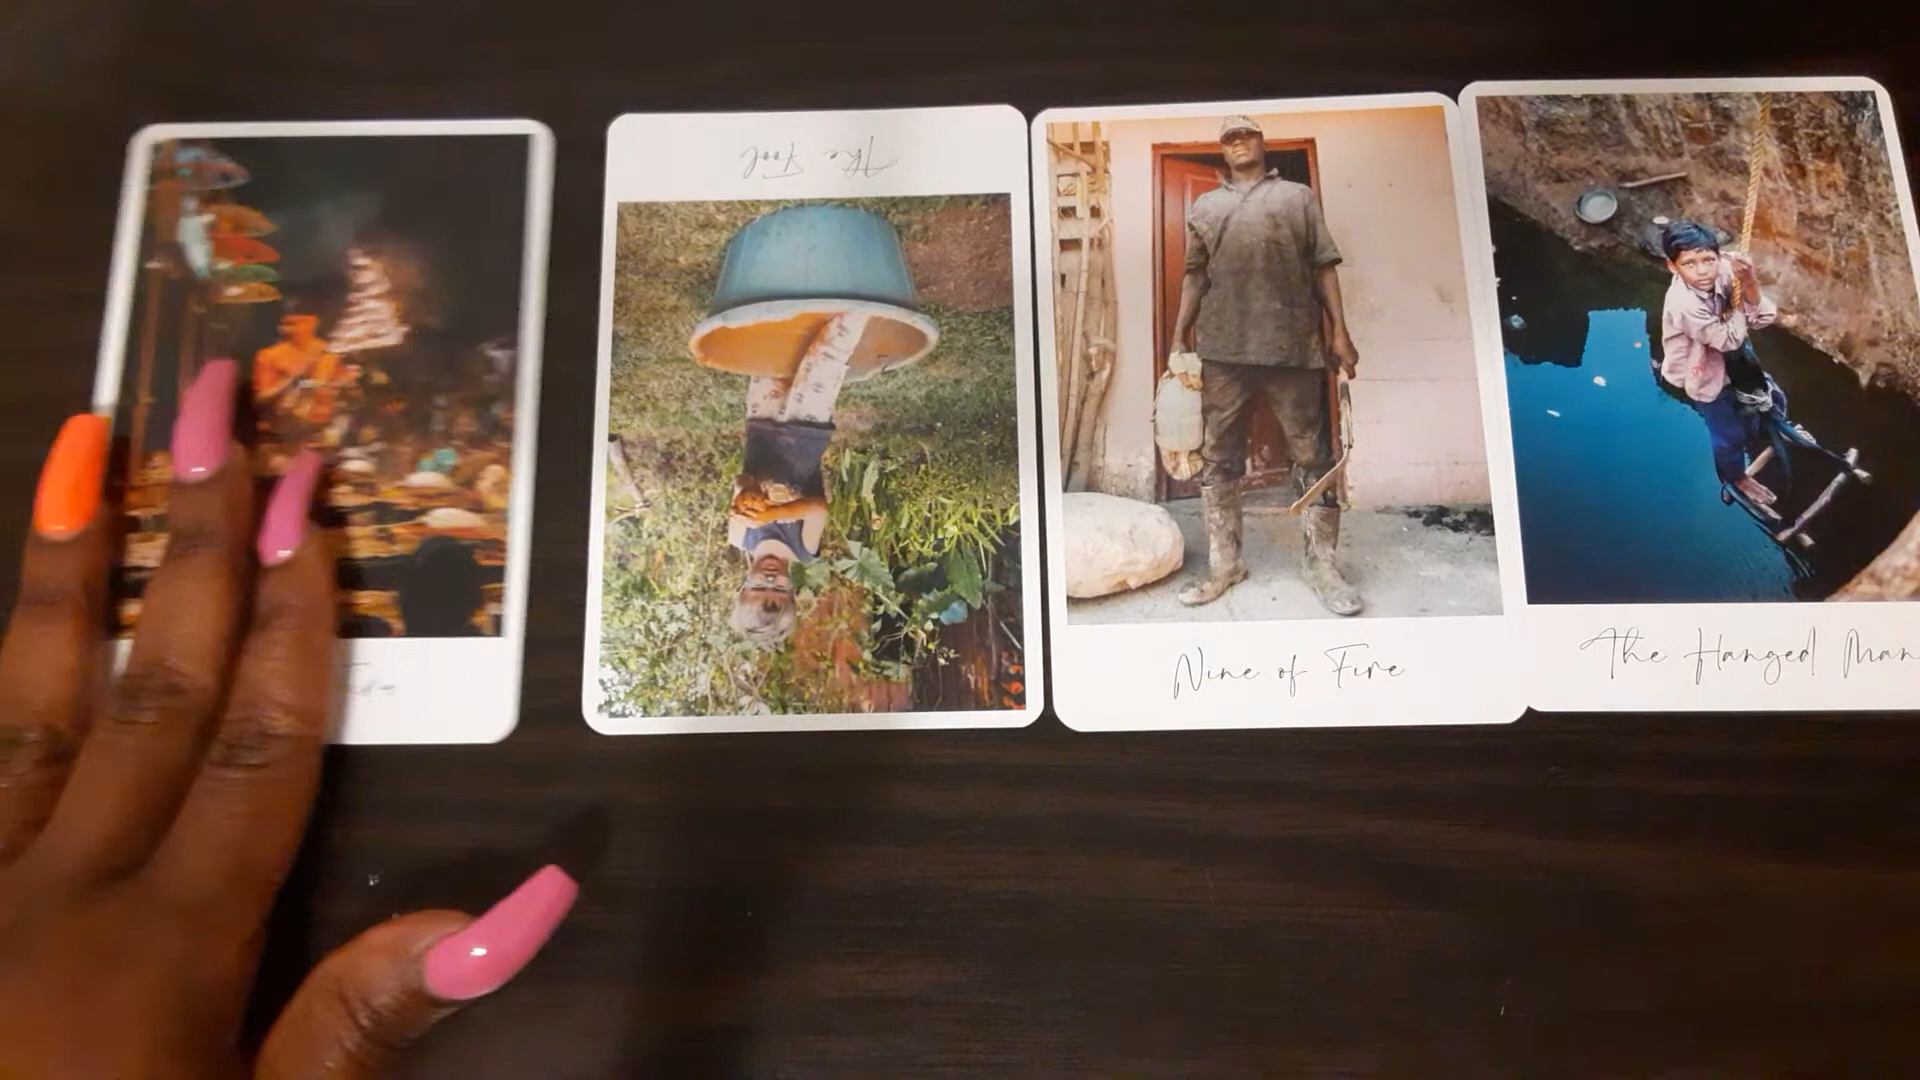 The Fool
Nine of Fire
The Hanged Man